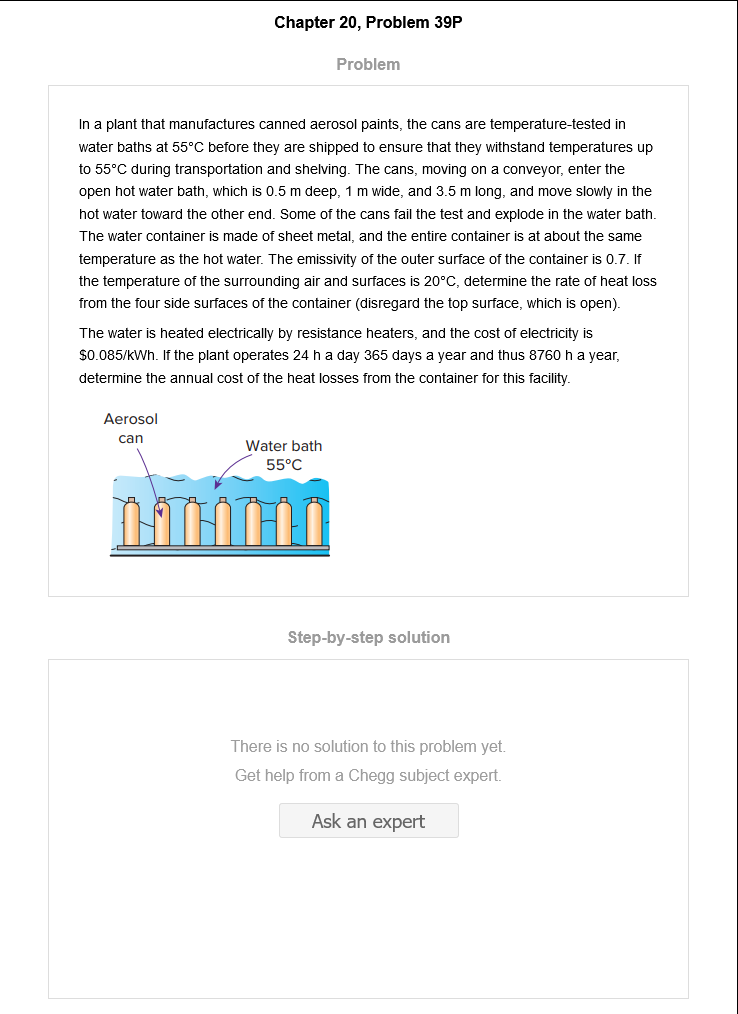 Chapter 20, Problem 39P
Problem
In a plant that manufactures canned aerosol paints, the cans are temperature-tested in
water baths at 55°C before they are shipped to ensure that they withstand temperatures up
to 55°C during transportation and shelving. The cans, moving on a conveyor, enter the
open hot water bath, which is 0.5 m deep, 1 m wide, and 3.5 m long, and move slowly in the
hot water toward the other end. Some of the cans fail the test and explode in the water bath.
The water container is made of sheet metal, and the entire container is at about the same
temperature as the hot water. The emissivity of the outer surface of the container is 0.7. If
the temperature of the surrounding air and surfaces is 20°C, determine the rate of heat loss
from the four side surfaces of the container (disregard the top surface, which is open).
The water is heated electrically by resistance heaters, and the cost of electricity is
$0.085/kWh. If the plant operates 24 h a day 365 days a year and thus 8760 h a year,
determine the annual cost of the heat losses from the container for this facility.
Aerosol
can
Water bath
55°C
Step-by-step solution
There is no solution to this problem yet.
Get help from a Chegg subject expert.
Ask an expert